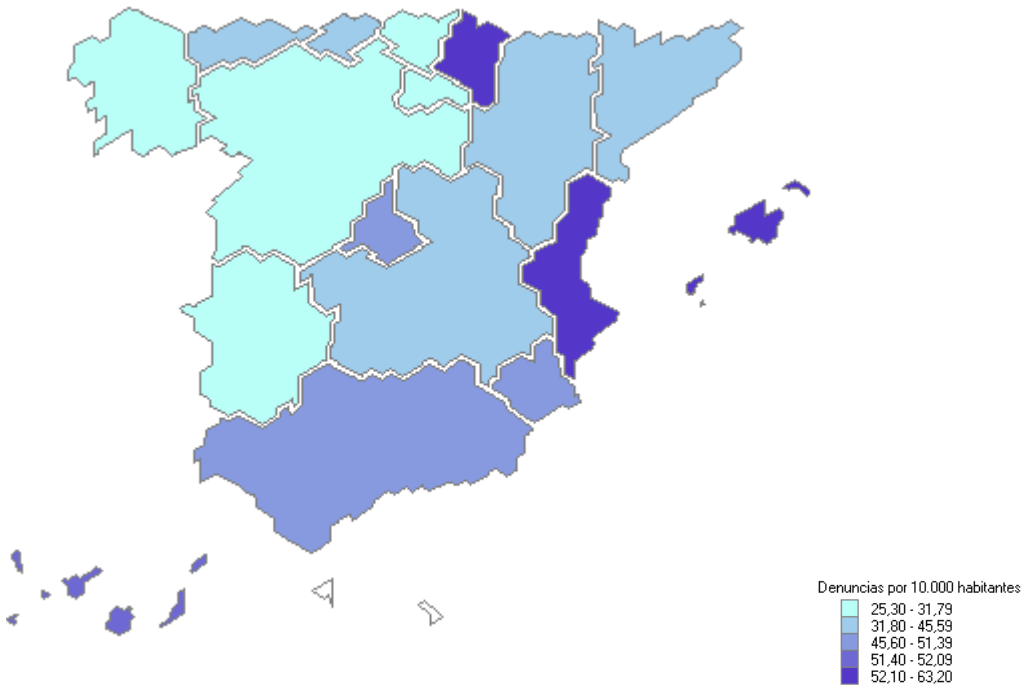 Denuncias por 10.000 habitantes
25,30 - 31,79
31,80 - 45,59
45,60 - 51,39
51,40 - 52,09
52,10 - 63,20